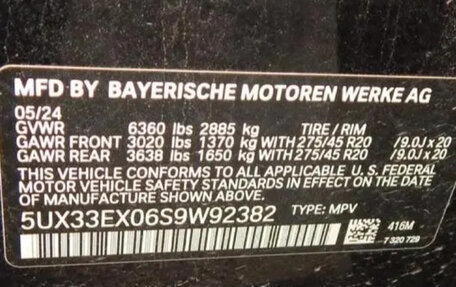 MFD BY BAYERISCHE MOTOREN WERKE AG
05/24
GVWR 6360 lbs 2885 kg TIRE / RIM
GAWR FRONT 3020 lbs 1370 kg WITH 275/45 R20 /9.0J x 20
GAWR REAR 3638 lbs 1650 kg WITH 275/45 R20 /9.0J x 20
THIS VEHICLE CONFORMS TO ALL APPLICABLE U. S. FEDERAL
MOTOR VEHICLE SAFETY STANDARDS IN EFFECT ON THE
DATE OF MANUFACTURE SHOWN ABOVE.
5UX33EX06S9W92382 TYPE: MPV
416M
7 320 729